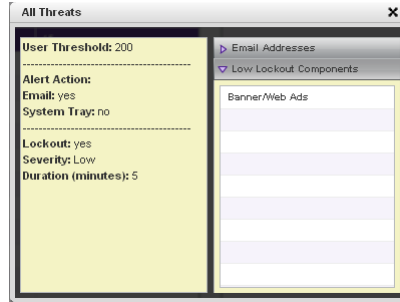 All Threats
User Threshold: 200
----------------------------------------
Alert Action:
Email: yes
System Tray: no
----------------------------------------
Lockout: yes
Severity: Low
Duration (minutes): 5
Email Addresses
Low Lockout Components
Banner/Web Ads